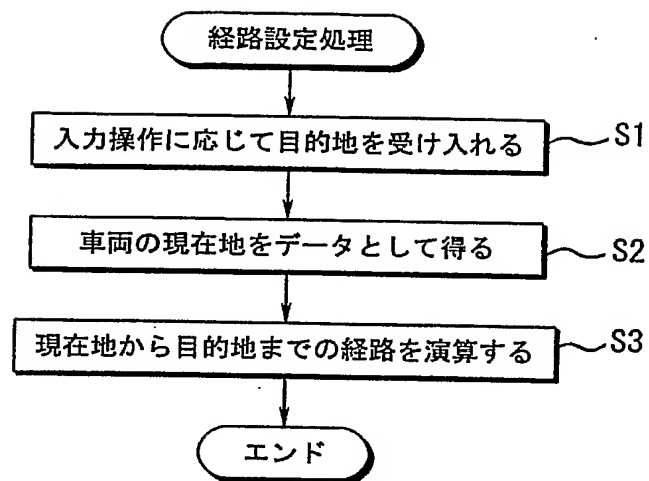 経路設定処理
入力操作に応じて目的地を受け入れる
S1
車両の現在地をデータとして得る
S2
現在地から目的地までの経路を演算する
S3
エンド